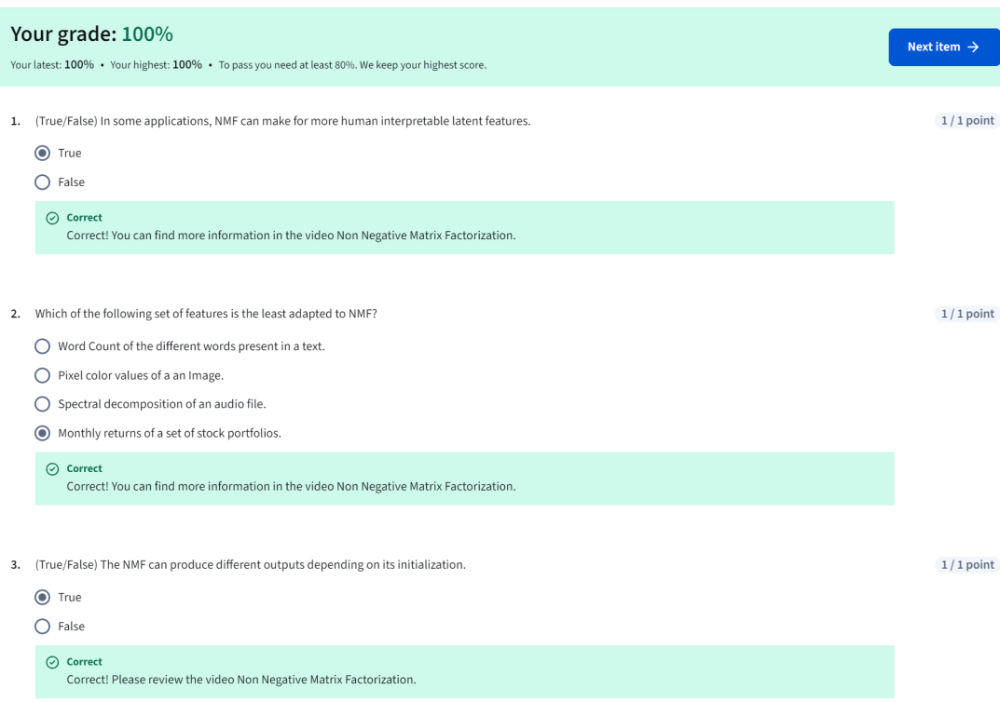 Your grade: 100%
Next item →
Your latest: 100% • Your highest: 100% • To pass you need at least 80%. We keep your highest score.
1. (True/False) In some applications, NMF can make for more human interpretable latent features.
1 / 1 point
True
False
Correct
Correct! You can find more information in the video Non Negative Matrix Factorization.
2. Which of the following set of features is the least adapted to NMF?
1 / 1 point
Word Count of the different words present in a text.
Pixel color values of a an Image.
Spectral decomposition of an audio file.
Monthly returns of a set of stock portfolios.
Correct
Correct! You can find more information in the video Non Negative Matrix Factorization.
3. (True/False) The NMF can produce different outputs depending on its initialization.
1 / 1 point
True
False
Correct
Correct! Please review the video Non Negative Matrix Factorization.